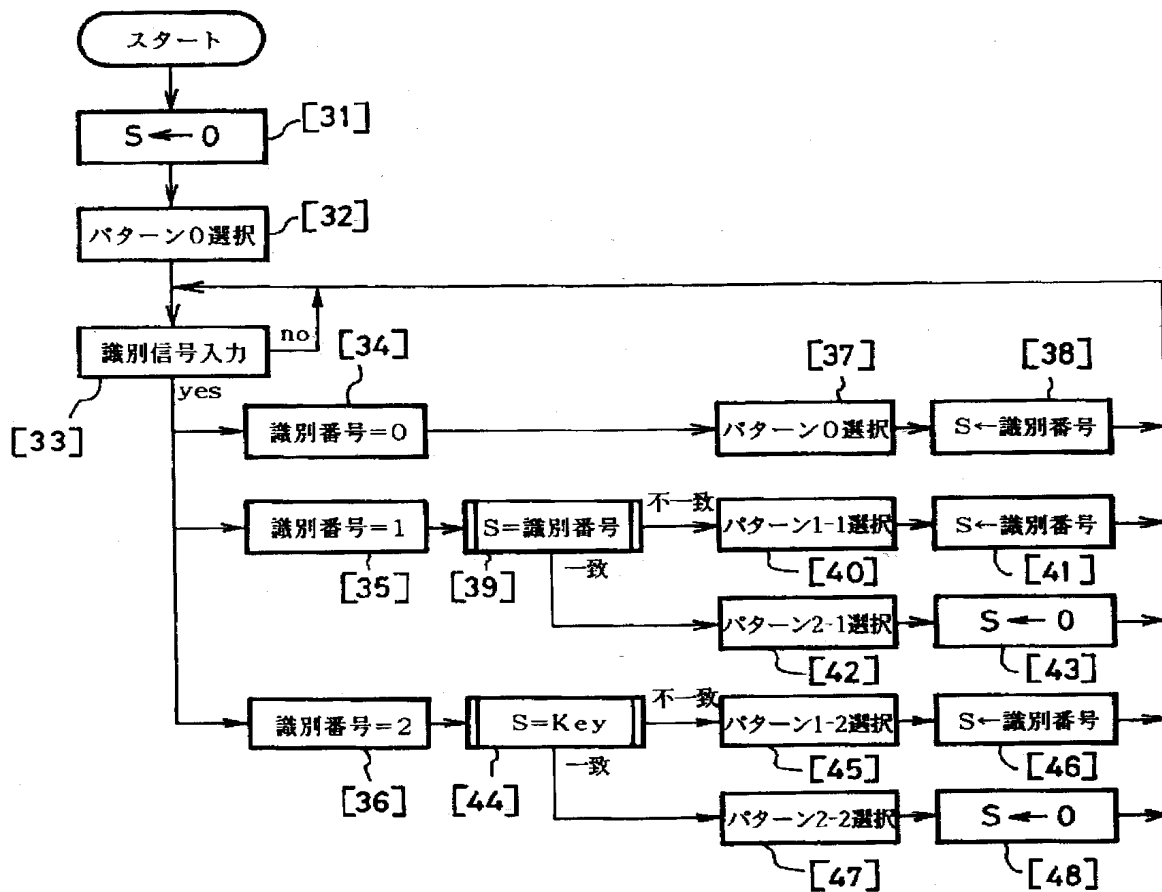 スタート
S ← 0
[31]
パターン0選択
[32]
識別信号入力
no
[33]
yes
識別番号=0
[34]
パターン0選択
[37]
S←識別番号
[38]
識別番号=1
[35]
S=識別番号
[39]
不一致
一致
パターン1-1選択
[40]
S←識別番号
[41]
パターン2-1選択
[42]
S ← 0
[43]
識別番号=2
[36]
S=Key
[44]
不一致
一致
パターン1-2選択
[45]
S←識別番号
[46]
パターン2-2選択
[47]
S ← 0
[48]